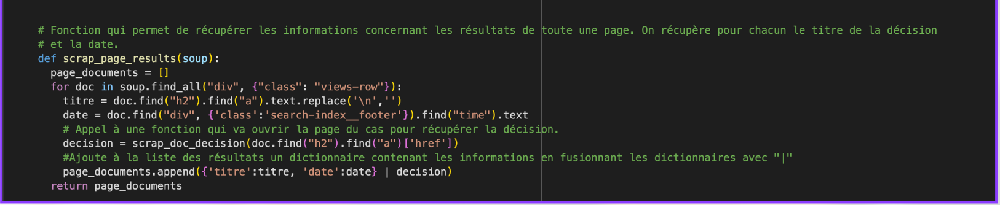 # Fonction qui permet de récupérer les informations concernant les résultats de toute une page. On récupère pour chacun le titre de la décision
# et la date.
def scrap_page_results(soup):
  page_documents = []
  for doc in soup.find_all("div", {"class": "views-row"}):
    titre = doc.find("h2").find("a").text.replace('\n','')
    date = doc.find("div", {'class':'search-index__footer'}).find("time").text
    # Appel à une fonction qui va ouvrir la page du cas pour récupérer la décision.
    decision = scrap_doc_decision(doc.find("h2").find("a")['href'])
    #Ajoute à la liste des résultats un dictionnaire contenant les informations en fusionnant les dictionnaires avec "|"
    page_documents.append({'titre':titre, 'date':date} | decision)
  return page_documents